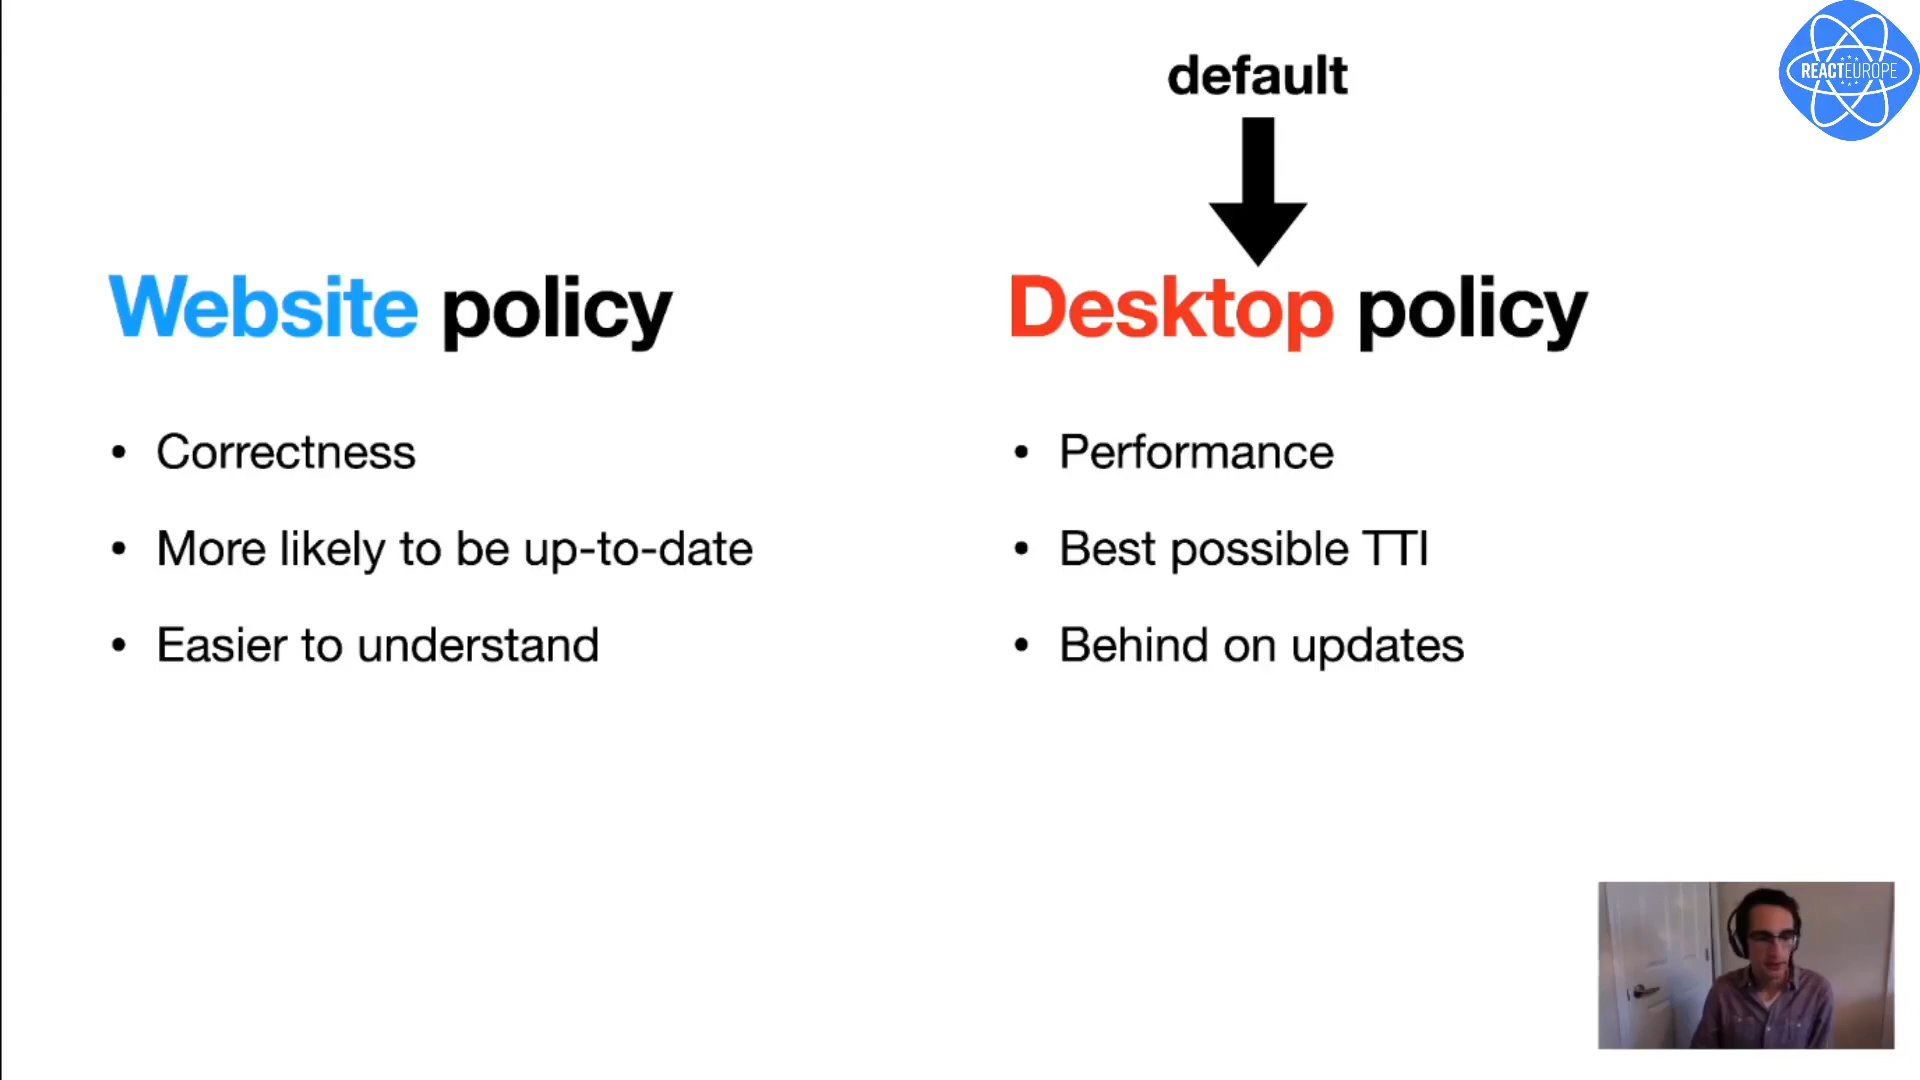 REACTEUROPE
default
Website policy
Desktop policy
• Correctness
• More likely to be up-to-date
• Easier to understand
• Performance
• Best possible TTI
• Behind on updates